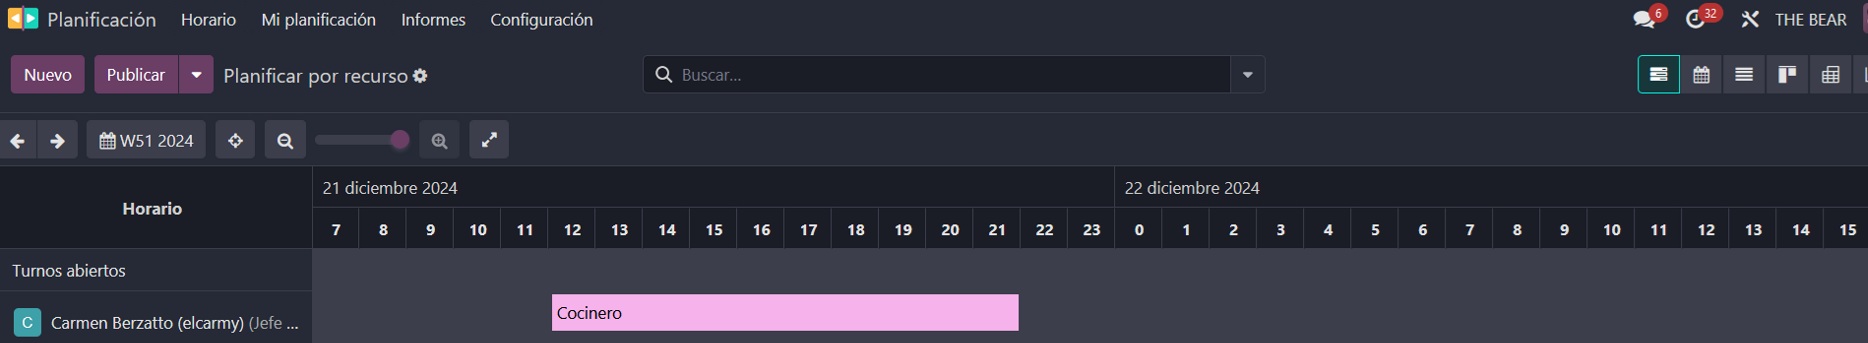 Planificación Horario Mi planificación Informes Configuración 6 32 THE BEAR
Nuevo Publicar Planificar por recurso Buscar...
W51 2024
Horario 21 diciembre 2024 22 diciembre 2024
7 8 9 10 11 12 13 14 15 16 17 18 19 20 21 22 23 0 1 2 3 4 5 6 7 8 9 10 11 12 13 14 15
Turnos abiertos
C Carmen Berzatto (elcarmy) (Jefe ... Cocinero